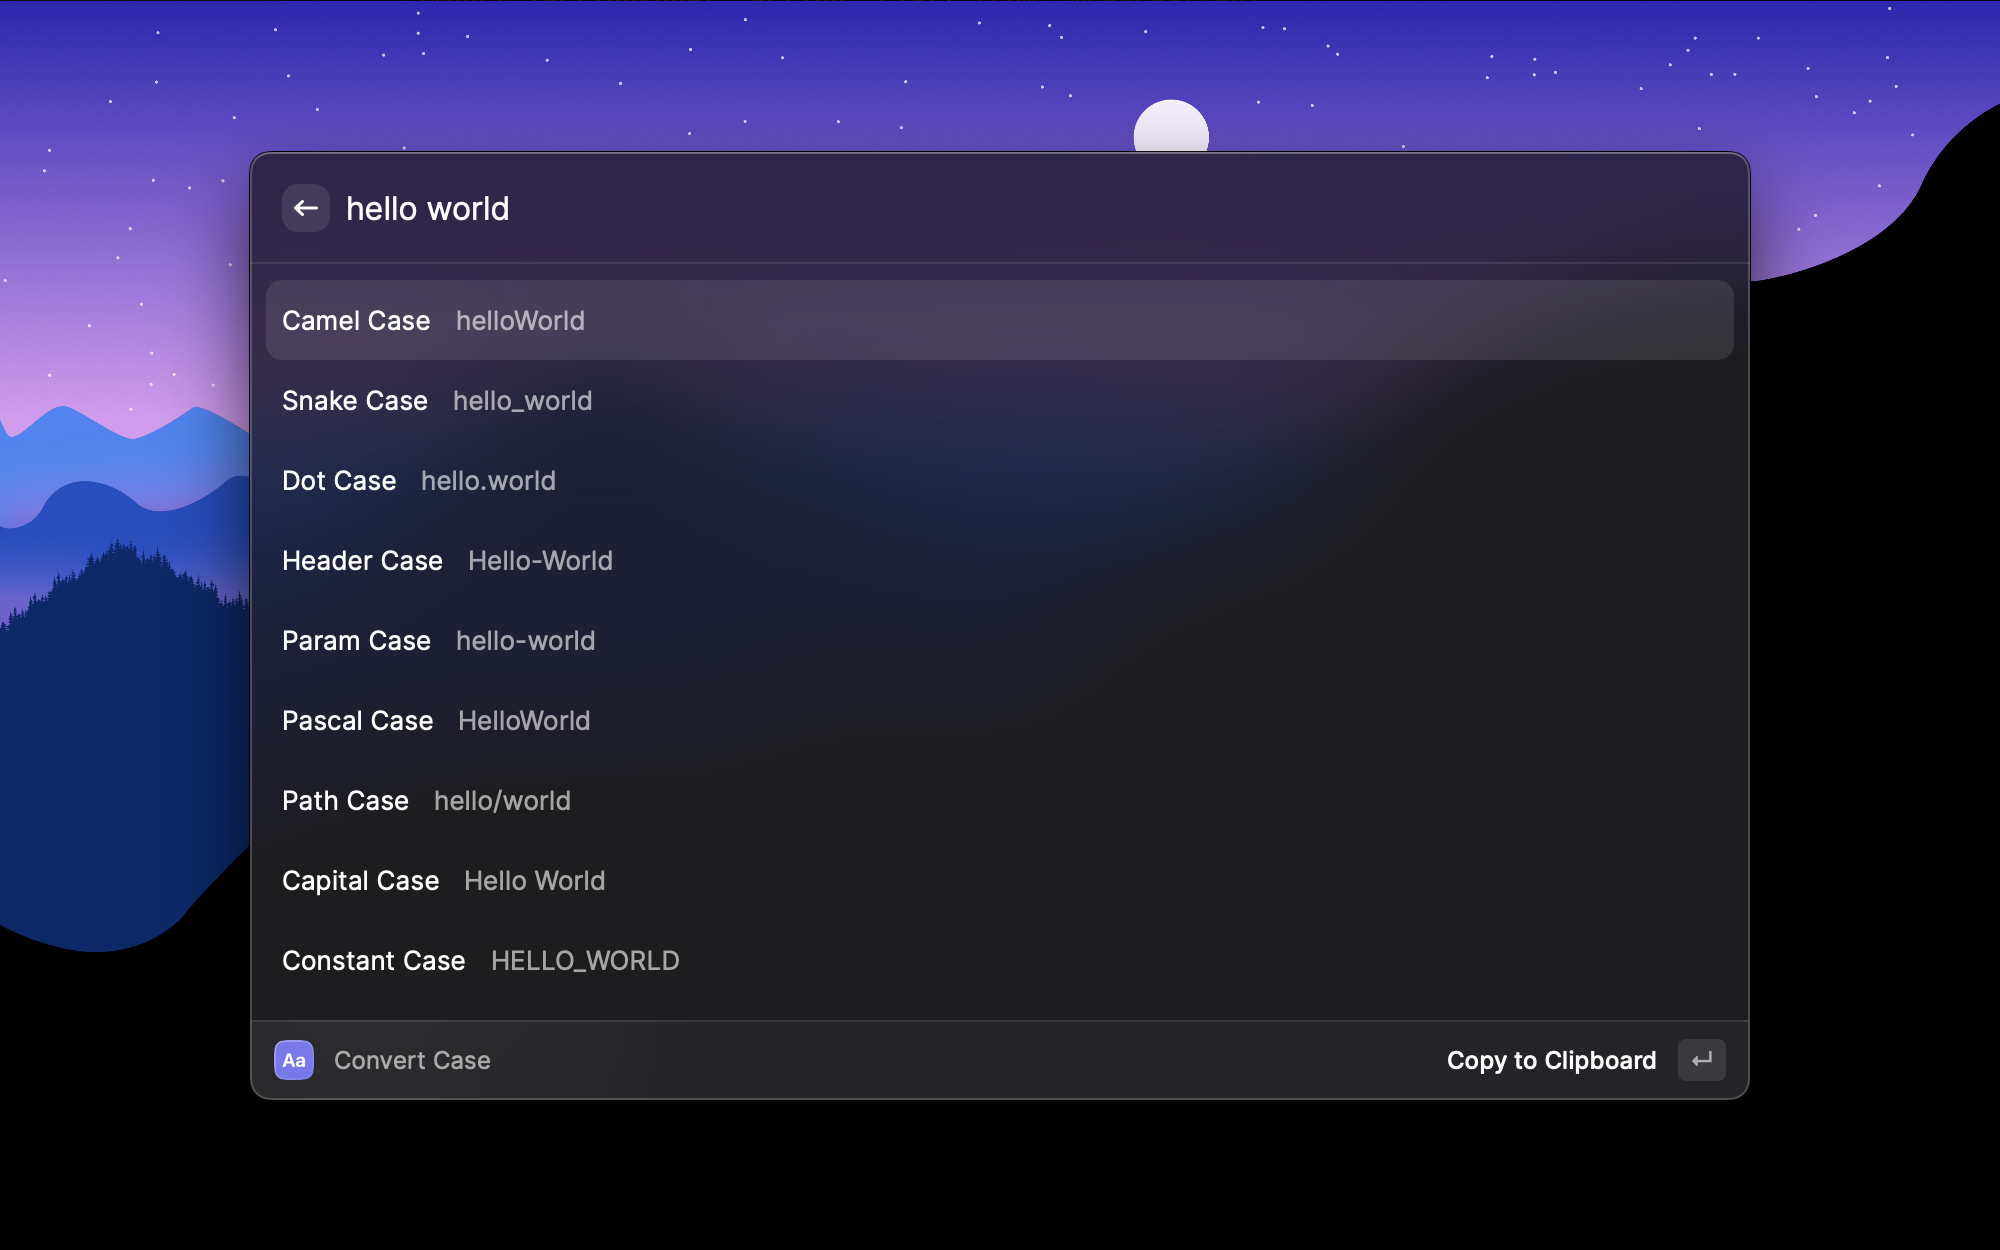 hello world
Camel Case helloWorld
Snake Case hello_world
Dot Case hello.world
Header Case Hello-World
Param Case hello-world
Pascal Case HelloWorld
Path Case hello/world
Capital Case Hello World
Constant Case HELLO_WORLD
Aa Convert Case Copy to Clipboard